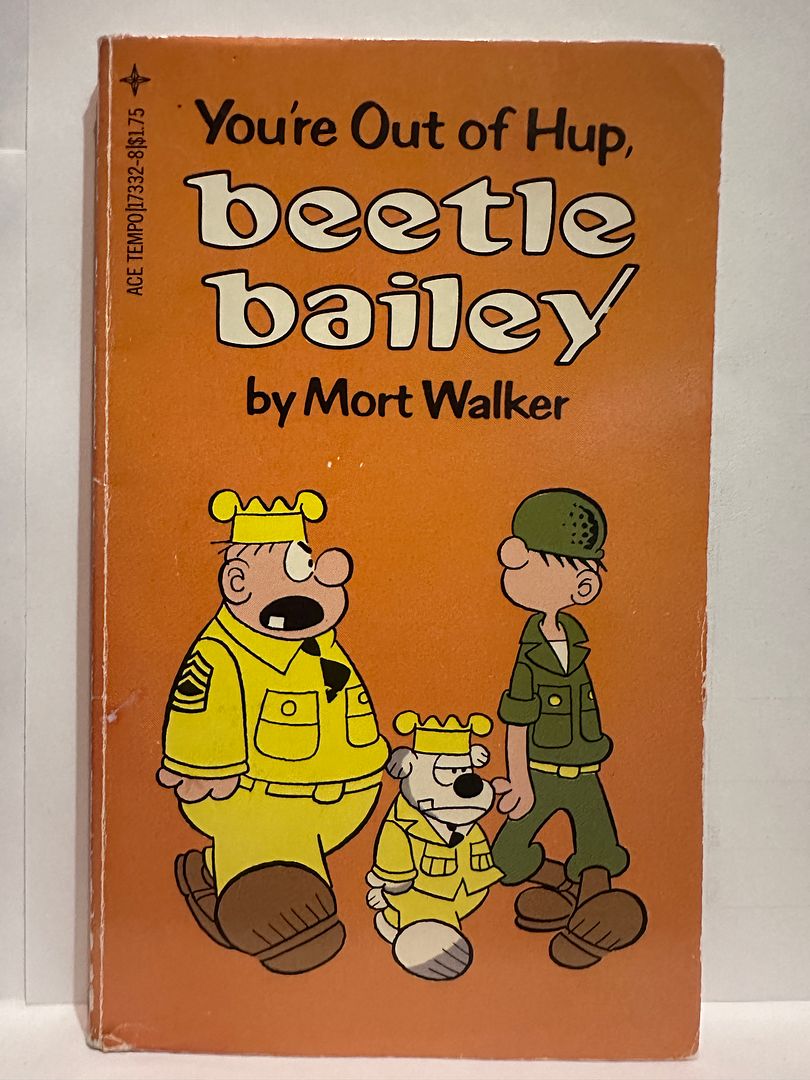 ACE TEMPO|17332-8|$1.75
You're Out of Hup,
beetle
bailey
by Mort Walker